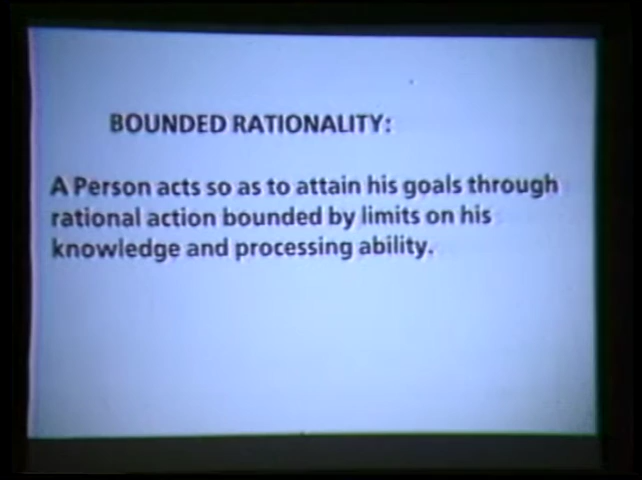 BOUNDED RATIONALITY:
A Person acts so as to attain his goals through
rational action bounded by limits on his
knowledge and processing ability.